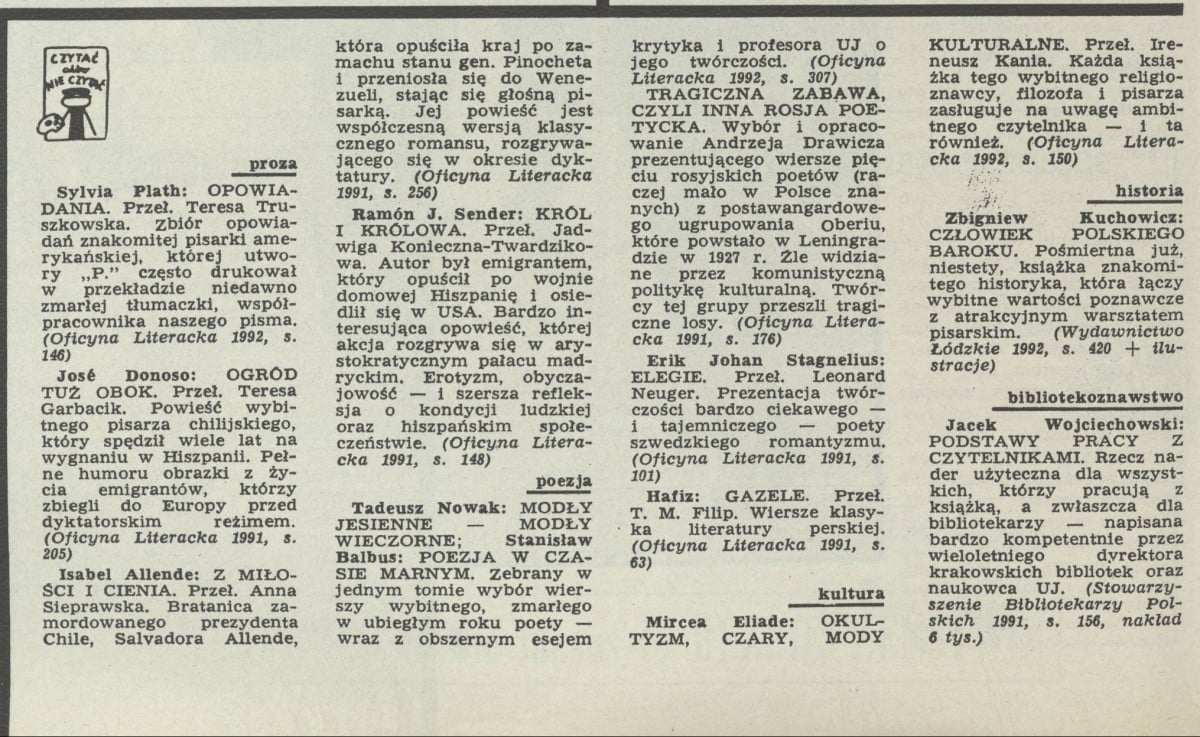 CZYTAĆ
albo
NIE CZYTAĆ
proza
Sylvia Plath: OPOWIA-
DANIA. Przeł. Teresa Tru-
szkowska. Zbiór opowia-
dań znakomitej pisarki ame-
rykańskiej, której utwo-
ry „P.” często drukował
w przekładzie niedawno
zmarłej tłumaczki, współ-
pracownika naszego pisma.
(Oficyna Literacka 1992, s.
146)
José Donoso: OGRÓD
TUŻ OBOK. Przeł. Teresa
Garbacik. Powieść wybi-
tnego pisarza chilijskiego,
który spędził wiele lat na
wygnaniu w Hiszpanii. Peł-
ne humoru obrazki z ży-
cia emigrantów, którzy
zbiegli do Europy przed
dyktatorskim reżimem.
(Oficyna Literacka 1991, s.
205)
Isabel Allende: Z MIŁO-
ŚCI I CIENIA. Przeł. Anna
Sieprawska. Bratanica za-
mordowanego prezydenta
Chile, Salvadora Allende,
która opuściła kraj po za-
machu stanu gen. Pinocheta
i przeniosła się do Wene-
zueli, stając się głośną pi-
sarką. Jej powieść jest
współczesną wersją klasy-
cznego romansu, rozgrywa-
jącego się w okresie dyk-
tatury. (Oficyna Literacka
1991, s. 256)
Ramón J. Sender: KRÓL
I KRÓLOWA. Przeł. Jad-
wiga Konieczna-Twardziko-
wa. Autor był emigrantem,
który opuścił po wojnie
domowej Hiszpanię i osie-
dlił się w USA. Bardzo in-
teresująca opowieść, której
akcja rozgrywa się w ary-
stokratycznym pałacu mad-
ryckim. Erotyzm, obycza-
jowość — i szersza reflek-
sja o kondycji ludzkiej
oraz hiszpańskim społe-
czeństwie. (Oficyna Litera-
cka 1991, s. 148)
poezja
Tadeusz Nowak: MODŁY
JESIENNE — MODŁY
WIECZORNE; Stanisław
Balbus: POEZJA W CZA-
SIE MARNYM. Zebrany w
jednym tomie wybór wier-
szy wybitnego, zmarłego
w ubiegłym roku poety —
wraz z obszernym esejem
krytyka i profesora UJ o
jego twórczości. (Oficyna
Literacka 1992, s. 307)
TRAGICZNA ZABAWA,
CZYLI INNA ROSJA POE-
TYCKA. Wybór i opraco-
wanie Andrzeja Drawicza
prezentującego wiersze pię-
ciu rosyjskich poetów (ra-
czej mało w Polsce zna-
nych) z postawangardowe-
go ugrupowania Oberiu,
które powstało w Leningra-
dzie w 1927 r. Źle widzia-
ne przez komunistyczną
politykę kulturalną. Twór-
cy tej grupy przeszli tragi-
czne losy. (Oficyna Litera-
cka 1991, s. 176)
Erik Johan Stagnelius:
ELEGIE. Przeł. Leonard
Neuger. Prezentacja twór-
czości bardzo ciekawego —
i tajemniczego — poety
szwedzkiego romantyzmu.
(Oficyna Literacka 1991, s.
101)
Hafiz: GAZELE. Przeł.
T. M. Filip. Wiersze klasy-
ka literatury perskiej.
(Oficyna Literacka 1991, s.
63)
kultura
Mircea Eliade: OKUL-
TYZM, CZARY, MODY
KULTURALNE. Przeł. Ire-
neusz Kania. Każda ksią-
żka tego wybitnego religio-
znawcy, filozofa i pisarza
zasługuje na uwagę ambi-
tnego czytelnika — i ta
również. (Oficyna Litera-
cka 1992, s. 150)
historia
Zbigniew Kuchowicz:
CZŁOWIEK POLSKIEGO
BAROKU. Pośmiertna już,
niestety, książka znakomi-
tego historyka, która łączy
wybitne wartości poznawcze
z atrakcyjnym warsztatem
pisarskim. (Wydawnictwo
Łódzkie 1992, s. 420 + ilu-
stracje)
bibliotekoznawstwo
Jacek Wojciechowski:
PODSTAWY PRACY Z
CZYTELNIKAMI. Rzecz na-
der użyteczna dla wszyst-
kich, którzy pracują z
książką, a zwłaszcza dla
bibliotekarzy — napisana
bardzo kompetentnie przez
wieloletniego dyrektora
krakowskich bibliotek oraz
naukowca UJ. (Stowarzy-
szenie Bibliotekarzy Pol-
skich 1991, s. 156, nakład
6 tys.)